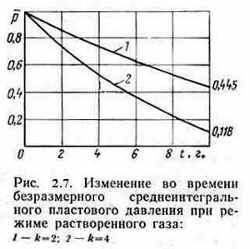 p̄
0,8
0,6
0,4
0,2
0
2
4
6
8 t, г.
1
2
0,445
0,118
Рис. 2.7. Изменение во времени
безразмерного среднеинтеграль-
ного пластового давления при ре-
жиме растворенного газа:
1 — k=2; 2 — k=4